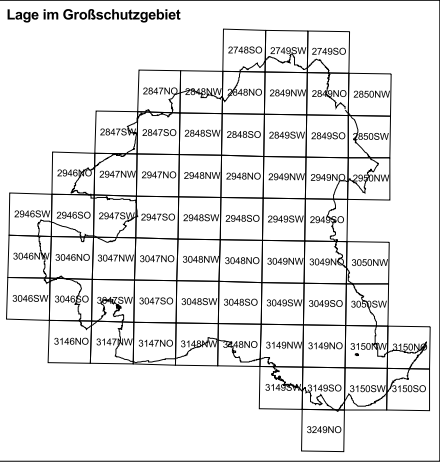 Lage im Großschutzgebiet
2748SO 2749SW 2749SO
2847NO 2848NW 2848NO 2849NW 2849NO 2850NW
2847SW 2847SO 2848SW 2848SO 2849SW 2849SO 2850SW
2946NO 2947NW 2947NO 2948NW 2948NO 2949NW 2949NO 2950NW
2946SW 2946SO 2947SW 2947SO 2948SW 2948SO 2949SW 2949SO
3046NW 3046NO 3047NW 3047NO 3048NW 3048NO 3049NW 3049NO 3050NW
3046SW 3046SO 3047SW 3047SO 3048SW 3048SO 3049SW 3049SO 3050SW
3146NO 3147NW 3147NO 3148NW 3148NO 3149NW 3149NO 3150NW 3150NO
3149SW 3149SO 3150SW 3150SO
3249NO